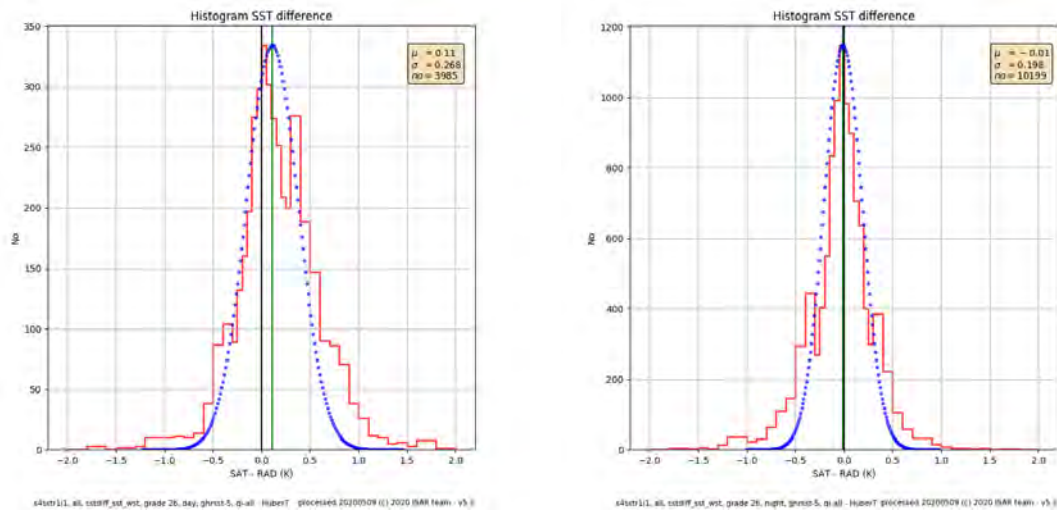 Histogram SST difference
μ = 0.11
σ = 0.268
no = 3985
350
300
250
200
150
100
50
0
No
−2.0 −1.5 −1.0 −0.5 0.0 0.5 1.0 1.5 2.0
SAT - RAD (K)
all, sstdiff_sst_wst, grade 26, day, ghrsst-5, qi-all - HuberT processed 20200509 (c) 2020 ISAR team - v5
Histogram SST difference
μ = −0.01
σ = 0.198
no = 10199
1200
1000
800
600
400
200
0
No
−2.0 −1.5 −1.0 −0.5 0.0 0.5 1.0 1.5 2.0
SAT - RAD (K)
all, sstdiff_sst_wst, grade 26, night, ghrsst-5, qi-all - HuberT processed 20200509 (c) 2020 ISAR team - v5